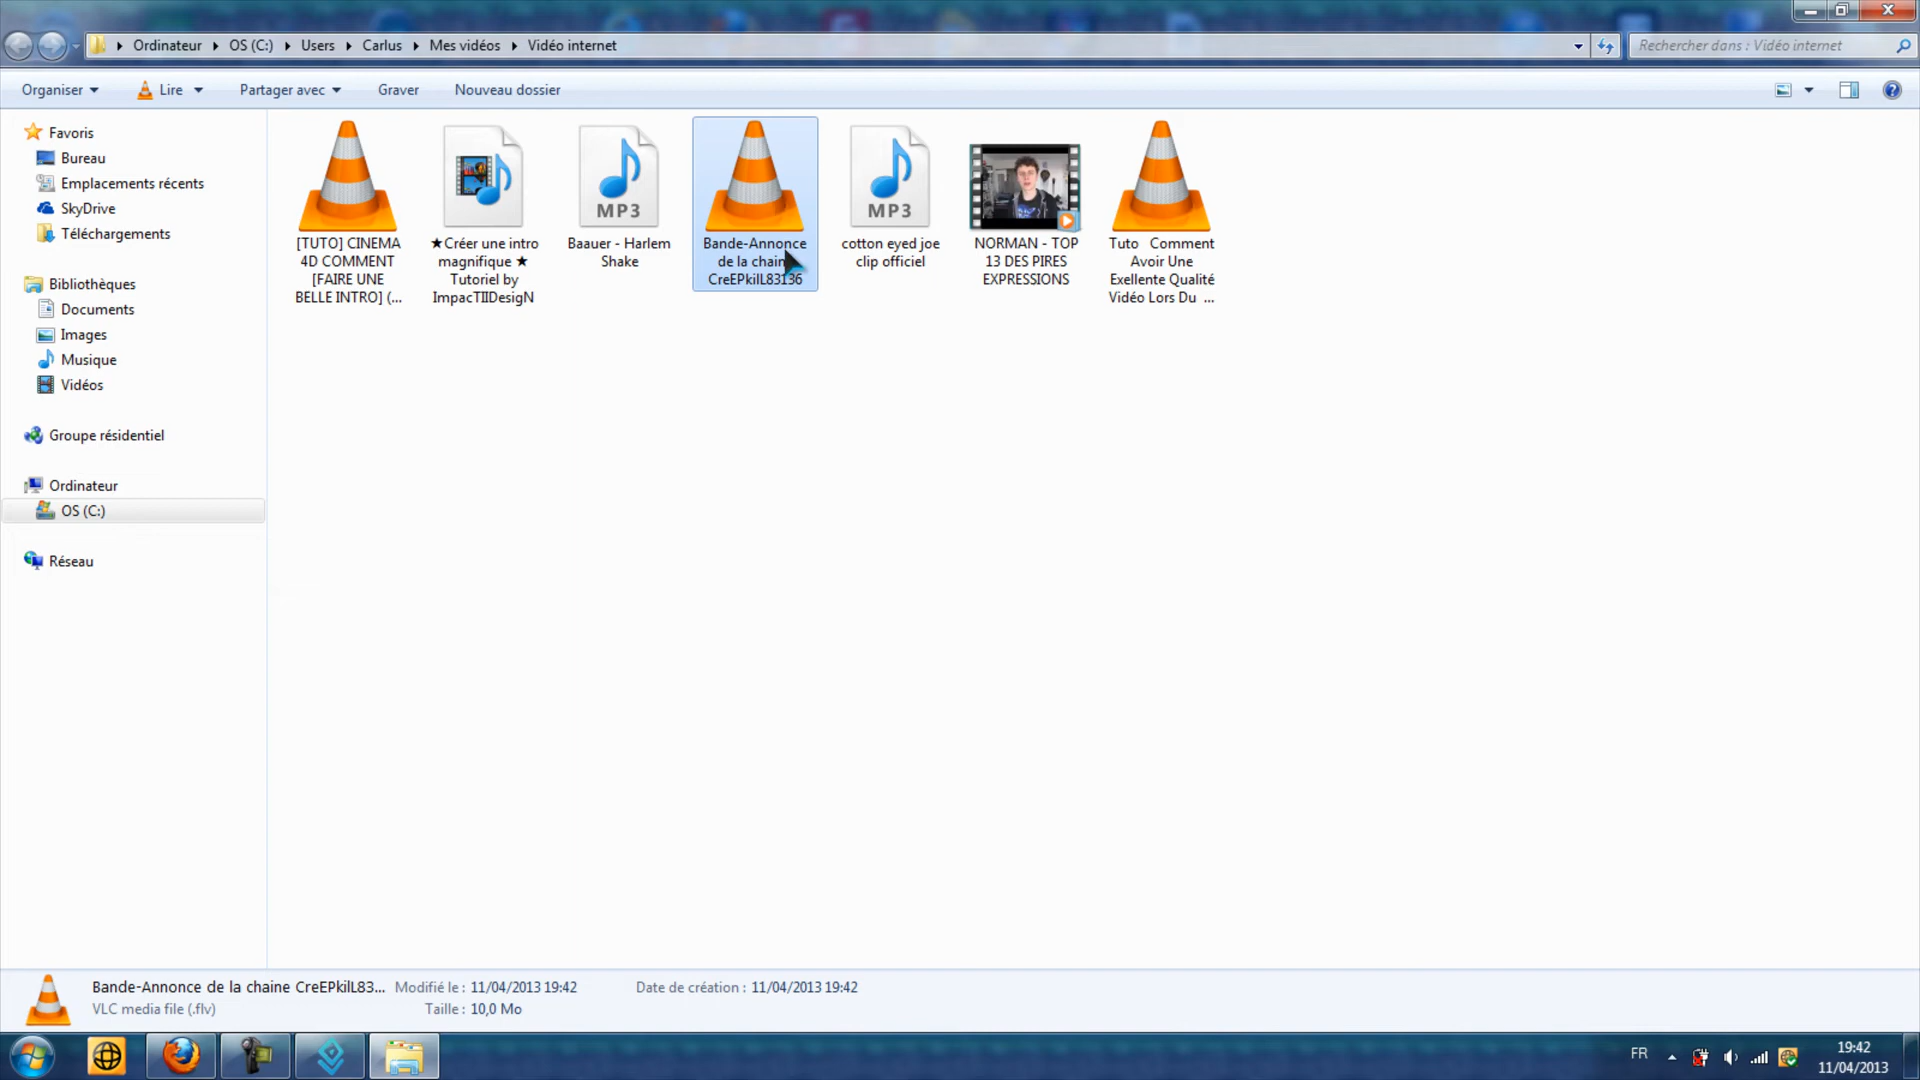 Ordinateur OS (C:) Users Carlus Mes vidéos Vidéo internet
Rechercher dans : Vidéo internet
Organiser Lire Partager avec Graver Nouveau dossier
Favoris
Bureau
Emplacements récents
SkyDrive
Téléchargements
Bibliothèques
Documents
Images
Musique
Vidéos
Groupe résidentiel
Ordinateur
OS (C:)
Réseau
[TUTO] CINEMA
4D COMMENT
[FAIRE UNE
BELLE INTRO] (...
★Créer une intro
magnifique ★
Tutoriel by
ImpacTIIDesigN
MP3
Baauer - Harlem
Shake
Bande-Annonce
de la chaine
CreEPkilL83136
MP3
cotton eyed joe
clip officiel
NORMAN - TOP
13 DES PIRES
EXPRESSIONS
Tuto Comment
Avoir Une
Exellente Qualité
Vidéo Lors Du ...
Bande-Annonce de la chaine CreEPkilL83... Modifié le : 11/04/2013 19:42 Date de création : 11/04/2013 19:42
VLC media file (.flv) Taille : 10,0 Mo
FR
19:42
11/04/2013